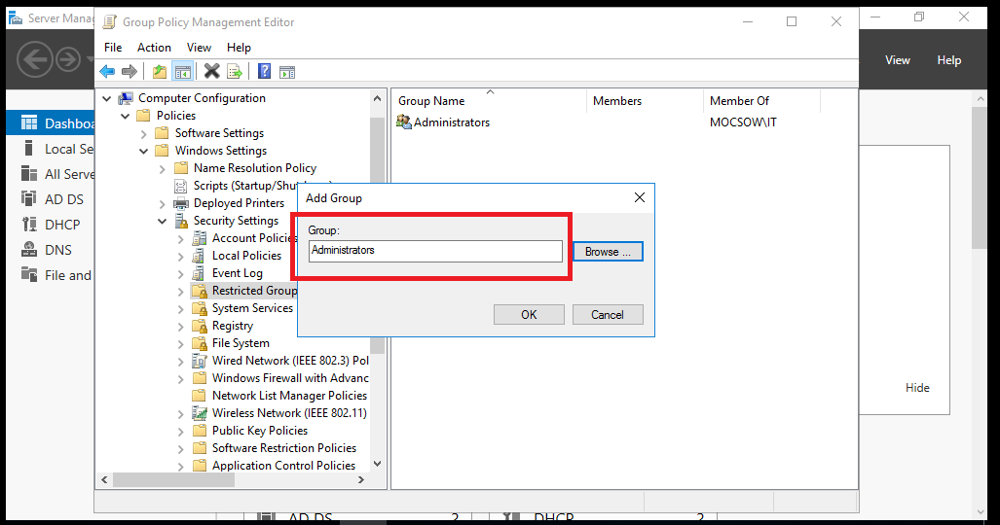 Server Manag
Group Policy Management Editor
File Action View Help
View Help
Computer Configuration
Policies
Software Settings
Windows Settings
Name Resolution Policy
Scripts (Startup/Shut
Deployed Printers
Security Settings
Account Policies
Local Policies
Event Log
Restricted Group
System Services
Registry
File System
Wired Network (IEEE 802.3) Pol
Windows Firewall with Advanc
Network List Manager Policies
Wireless Network (IEEE 802.11)
Public Key Policies
Software Restriction Policies
Application Control Policies
Group Name Members Member Of
Administrators MOCSOW\IT
Add Group
Group:
Administrators
Browse ...
OK Cancel
Dashboa
Local Se
All Serve
AD DS
DHCP
DNS
File and
Hide
AD DS 2 DHCP 2